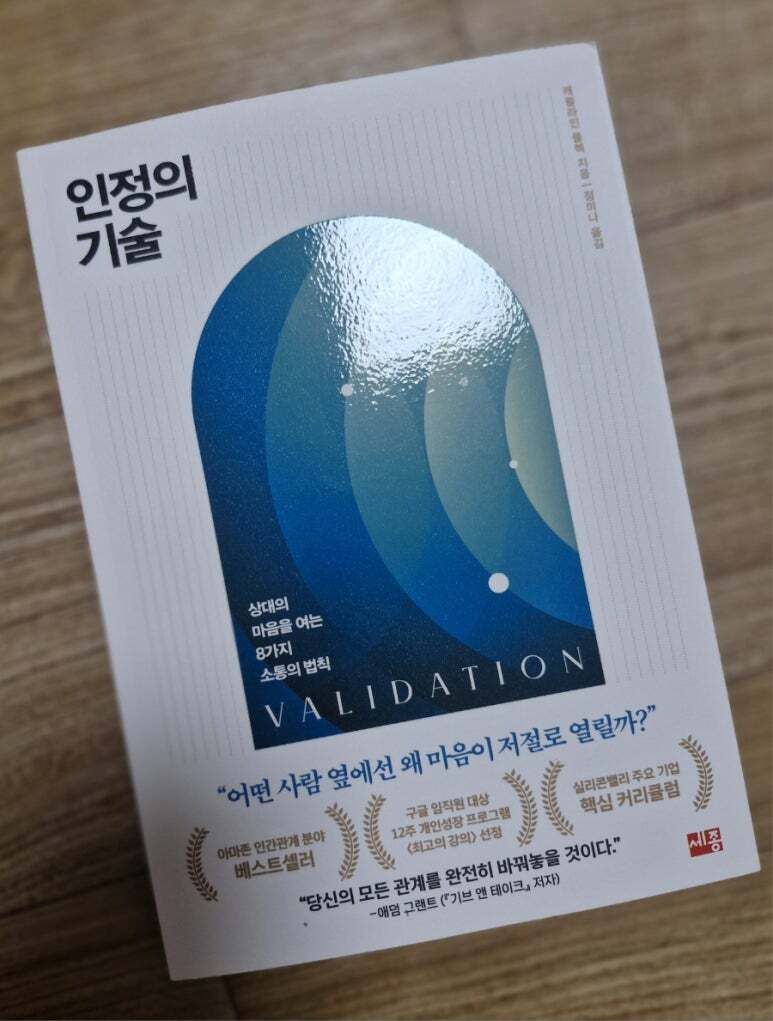 인정의
기술
캐럴라인 플렉 지음 | 정미나 옮김
상대의
마음을 여는
8가지
소통의 법칙
VALIDATION
“어떤 사람 옆에선 왜 마음이 저절로 열릴까?”
아마존 인간관계 분야
베스트셀러
구글 임직원 대상
12주 개인성장 프로그램
〈최고의 강의〉 선정
실리콘밸리 주요 기업
핵심 커리큘럼
“당신의 모든 관계를 완전히 바꿔놓을 것이다.”
-애덤 그랜트 (『기브 앤 테이크』 저자)
세종